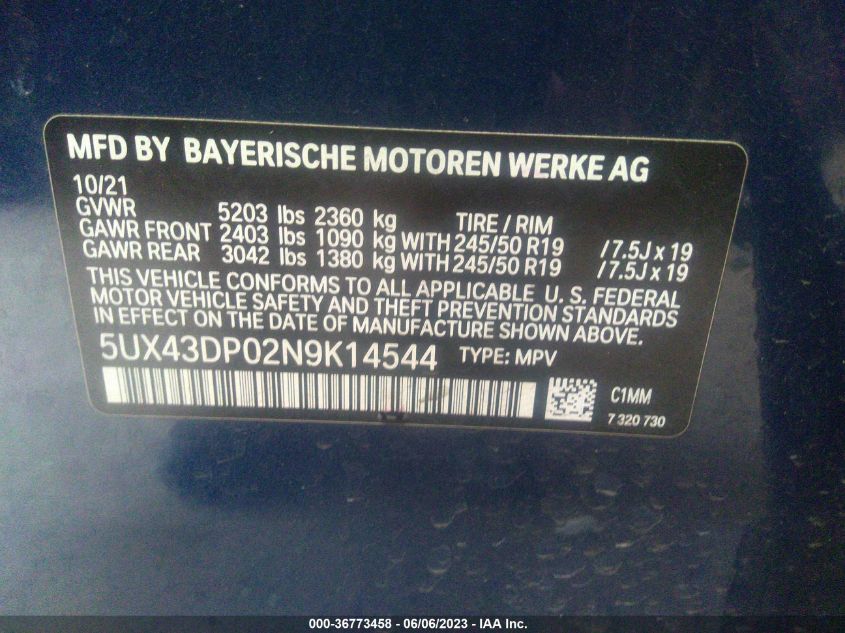 MFD BY BAYERISCHE MOTOREN WERKE AG
10/21
GVWR 5203 lbs 2360 kg TIRE / RIM
GAWR FRONT 2403 lbs 1090 kg WITH 245/50 R19 / 7.5J x 19
GAWR REAR 3042 lbs 1380 kg WITH 245/50 R19 / 7.5J x 19
THIS VEHICLE CONFORMS TO ALL APPLICABLE U. S. FEDERAL
MOTOR VEHICLE SAFETY AND THEFT PREVENTION STANDARDS
IN EFFECT ON THE DATE OF MANUFACTURE SHOWN ABOVE.
5UX43DP02N9K14544 TYPE: MPV
C1MM
7 320 730
000-36773458 - 06/06/2023 - IAA Inc.